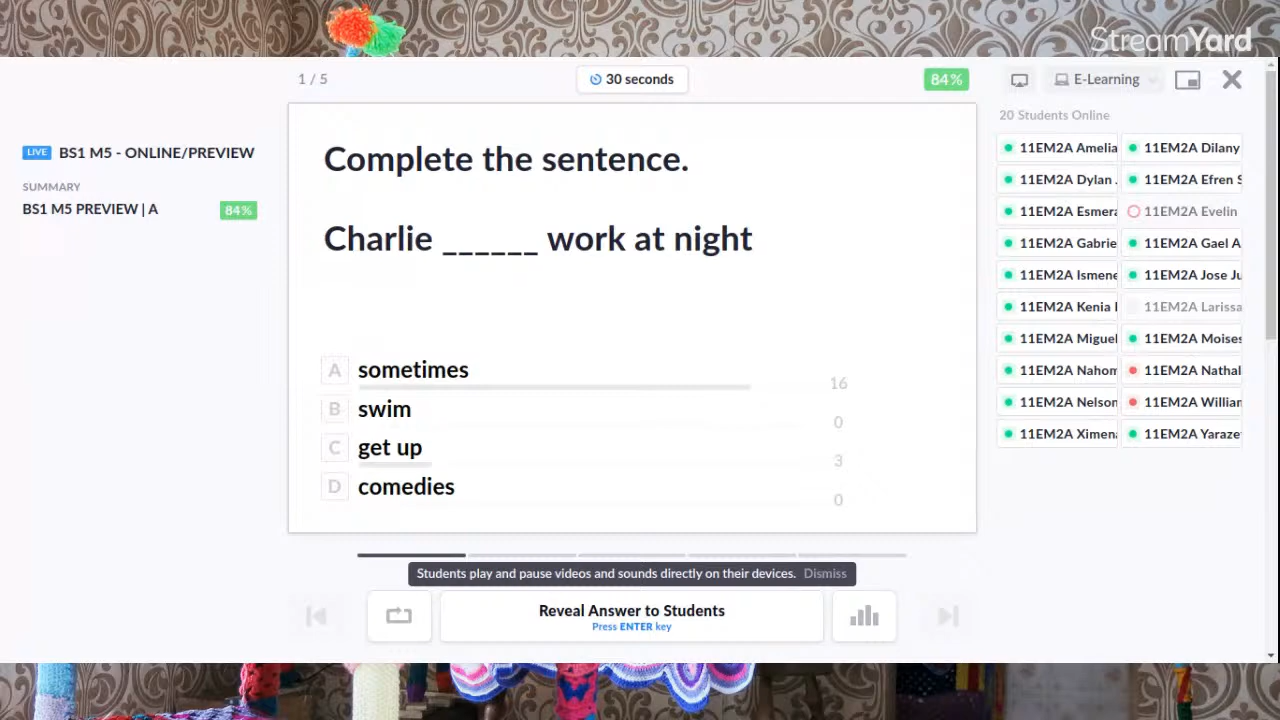 StreamYard
1 / 5
30 seconds
84%
E-Learning
LIVE BS1 M5 - ONLINE/PREVIEW
SUMMARY
BS1 M5 PREVIEW | A 84%
Complete the sentence.
Charlie ______ work at night
A sometimes 16
B swim 0
C get up 3
D comedies 0
Students play and pause videos and sounds directly on their devices. Dismiss
Reveal Answer to Students
Press ENTER key
20 Students Online
11EM2A Amelia 11EM2A Dilany
11EM2A Dylan 11EM2A Efren S
11EM2A Esmera 11EM2A Evelin
11EM2A Gabrie 11EM2A Gael A
11EM2A Ismene 11EM2A Jose Ju
11EM2A Kenia 11EM2A Larissa
11EM2A Miguel 11EM2A Moises
11EM2A Nahom 11EM2A Nathal
11EM2A Nelson 11EM2A William
11EM2A Ximena 11EM2A Yaraze